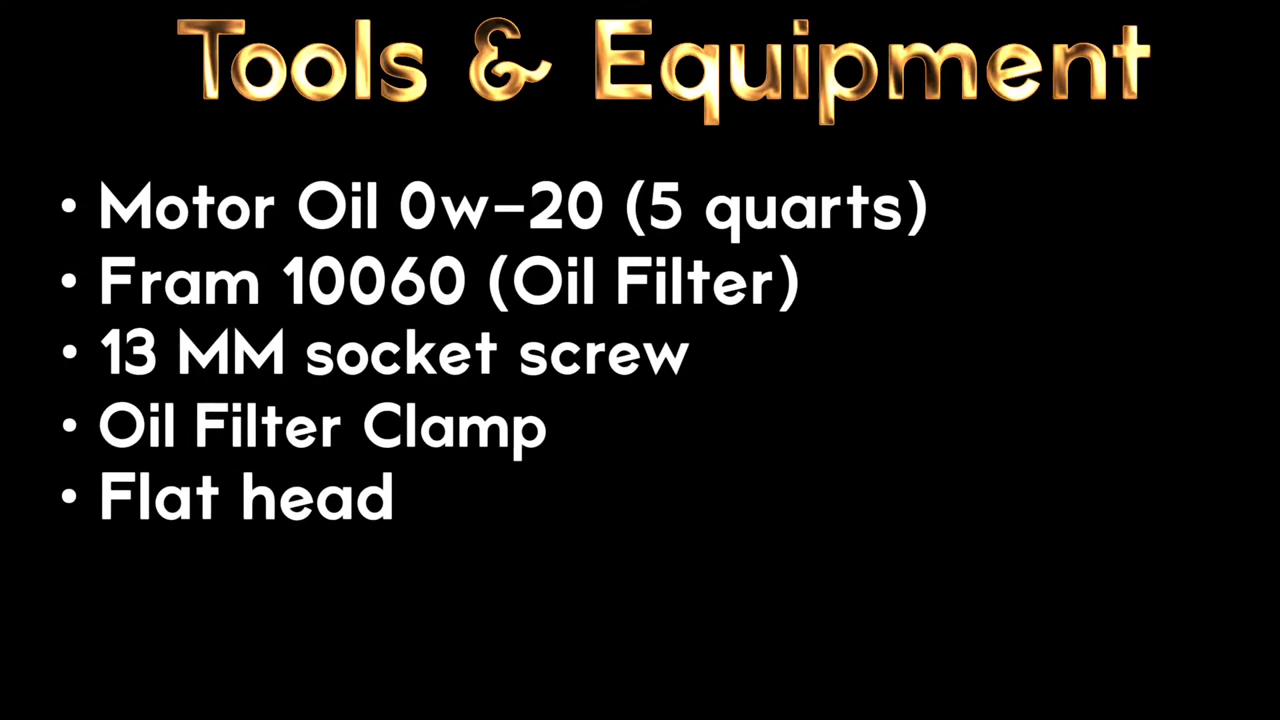 Tools & Equipment
• Motor Oil 0w-20 (5 quarts)
• Fram 10060 (Oil Filter)
• 13 MM socket screw
• Oil Filter Clamp
• Flat head